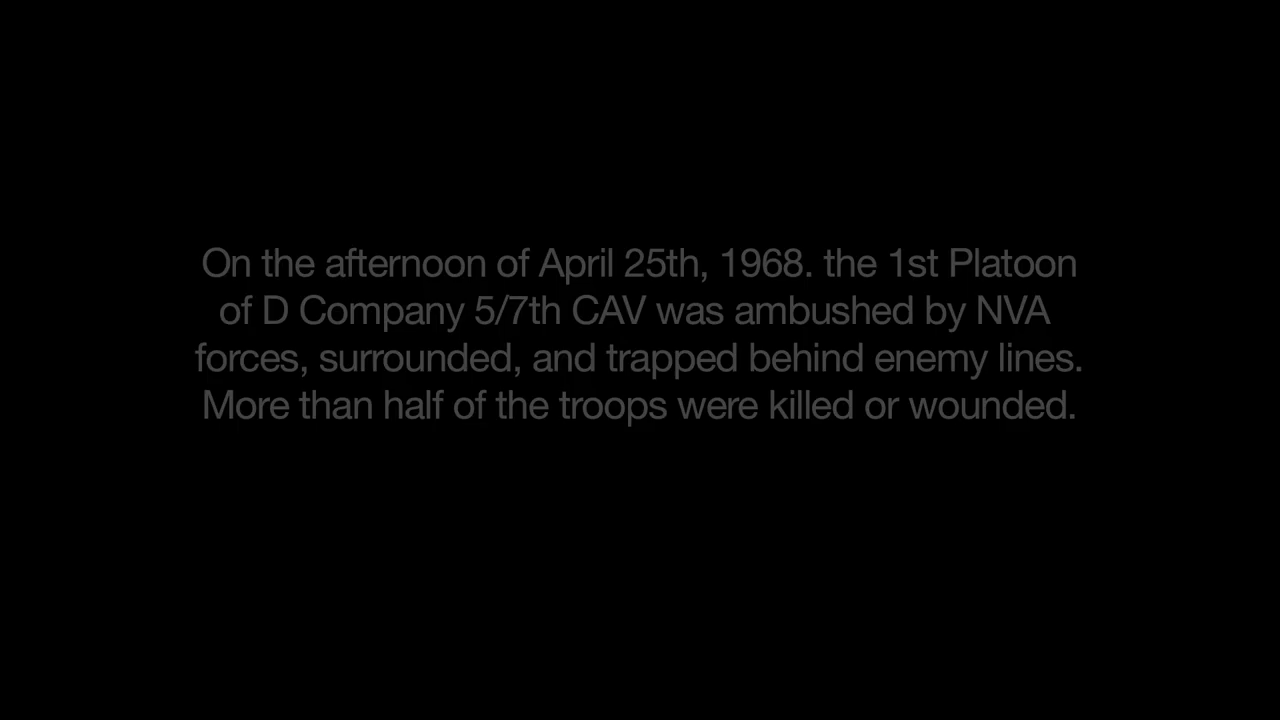 On the afternoon of April 25th, 1968. the 1st Platoon
of D Company 5/7th CAV was ambushed by NVA
forces, surrounded, and trapped behind enemy lines.
More than half of the troops were killed or wounded.